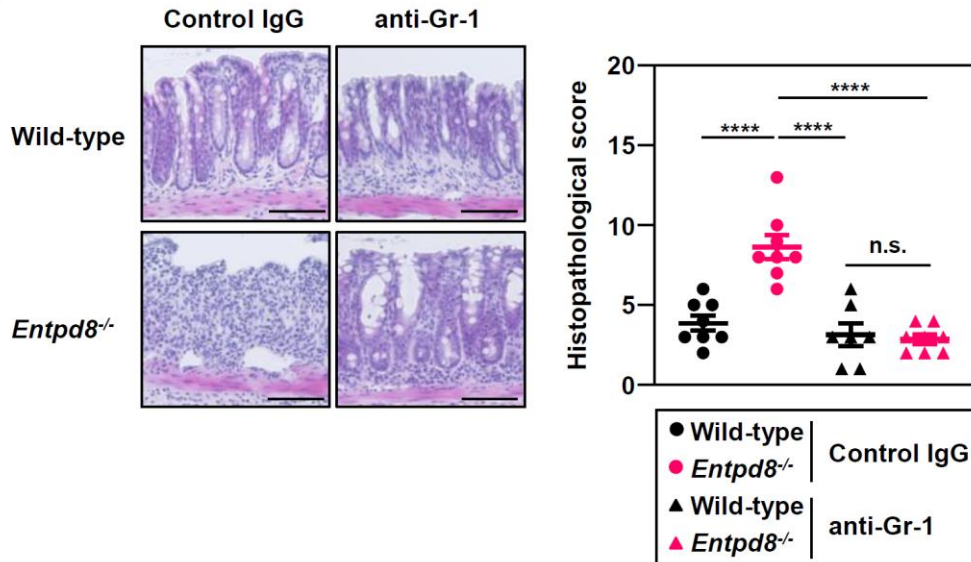 Control IgG
anti-Gr-1
Wild-type
Entpd8-/-
Histopathological score
20
15
10
5
0
****
**** ****
n.s.
Wild-type
Entpd8-/-
Control IgG
Wild-type
Entpd8-/-
anti-Gr-1